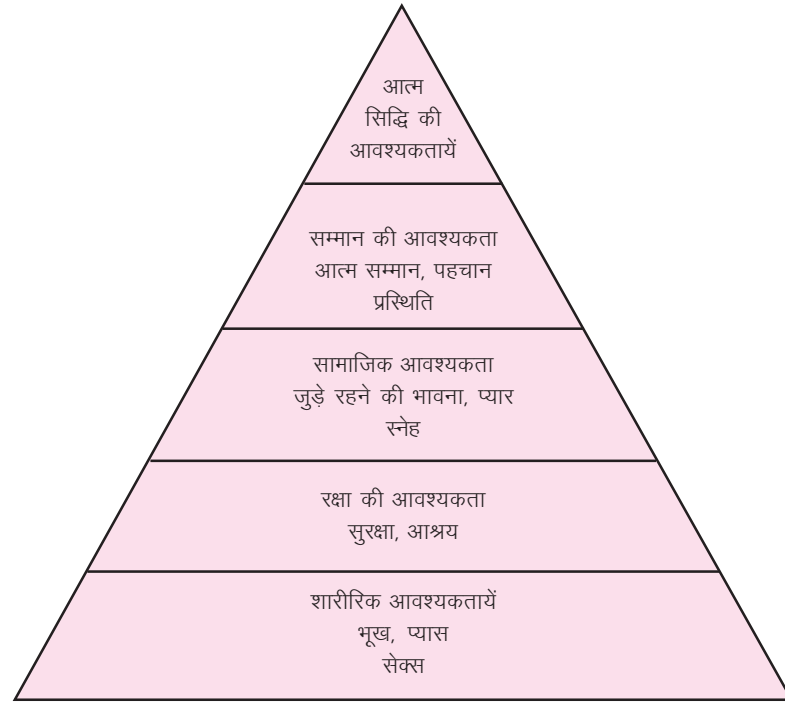 आत्म
सिद्धि की
आवश्यकतायें
सम्मान की आवश्यकता
आत्म सम्मान, पहचान
प्रस्थिति
सामाजिक आवश्यकता
जुड़े रहने की भावना, प्यार
स्नेह
रक्षा की आवश्यकता
सुरक्षा, आश्रय
शारीरिक आवश्यकतायें
भूख, प्यास
सेक्स